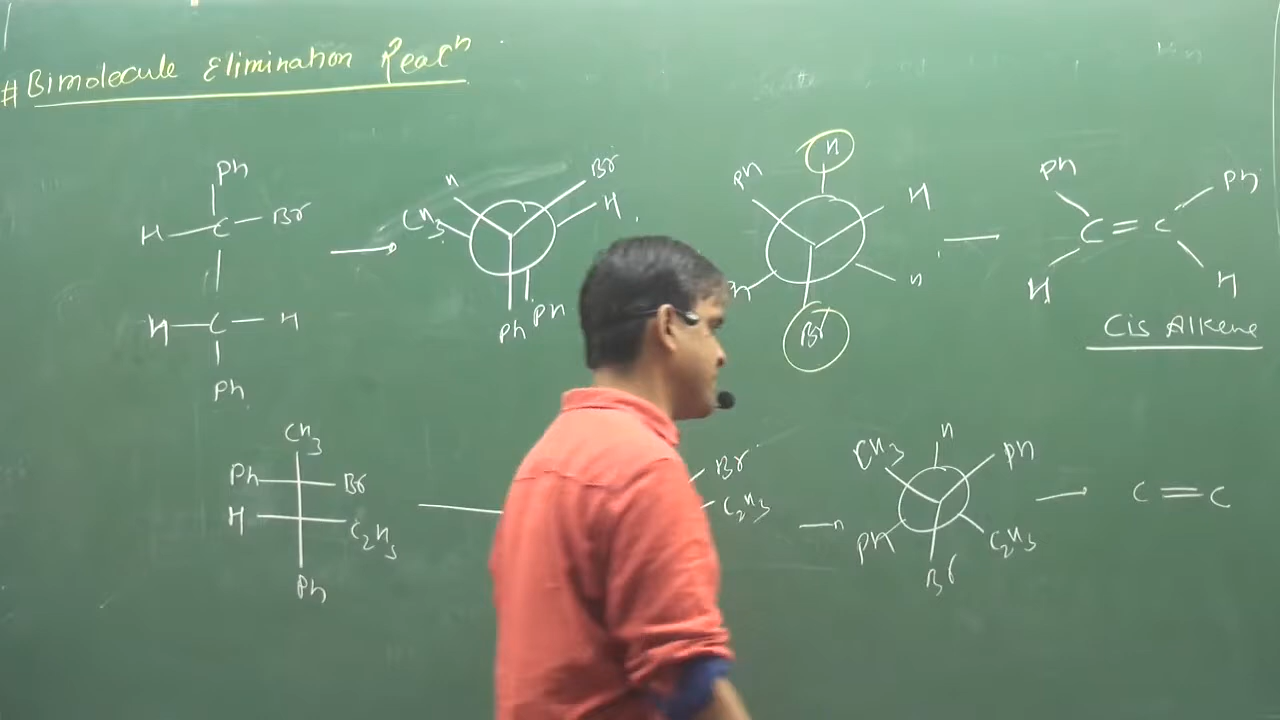 # Bimolecule Elimination Reacn
Ph
H C Br
H C H
Ph
H Br
CH3 H
Ph Ph
H
Ph H
H H
Br
Ph Ph
C = C
H H
Cis Alkene
CH3
Ph Br
H C2H5
Ph
Br
C2H5
H
CH3 Ph
Ph C2H5
Br
C = C